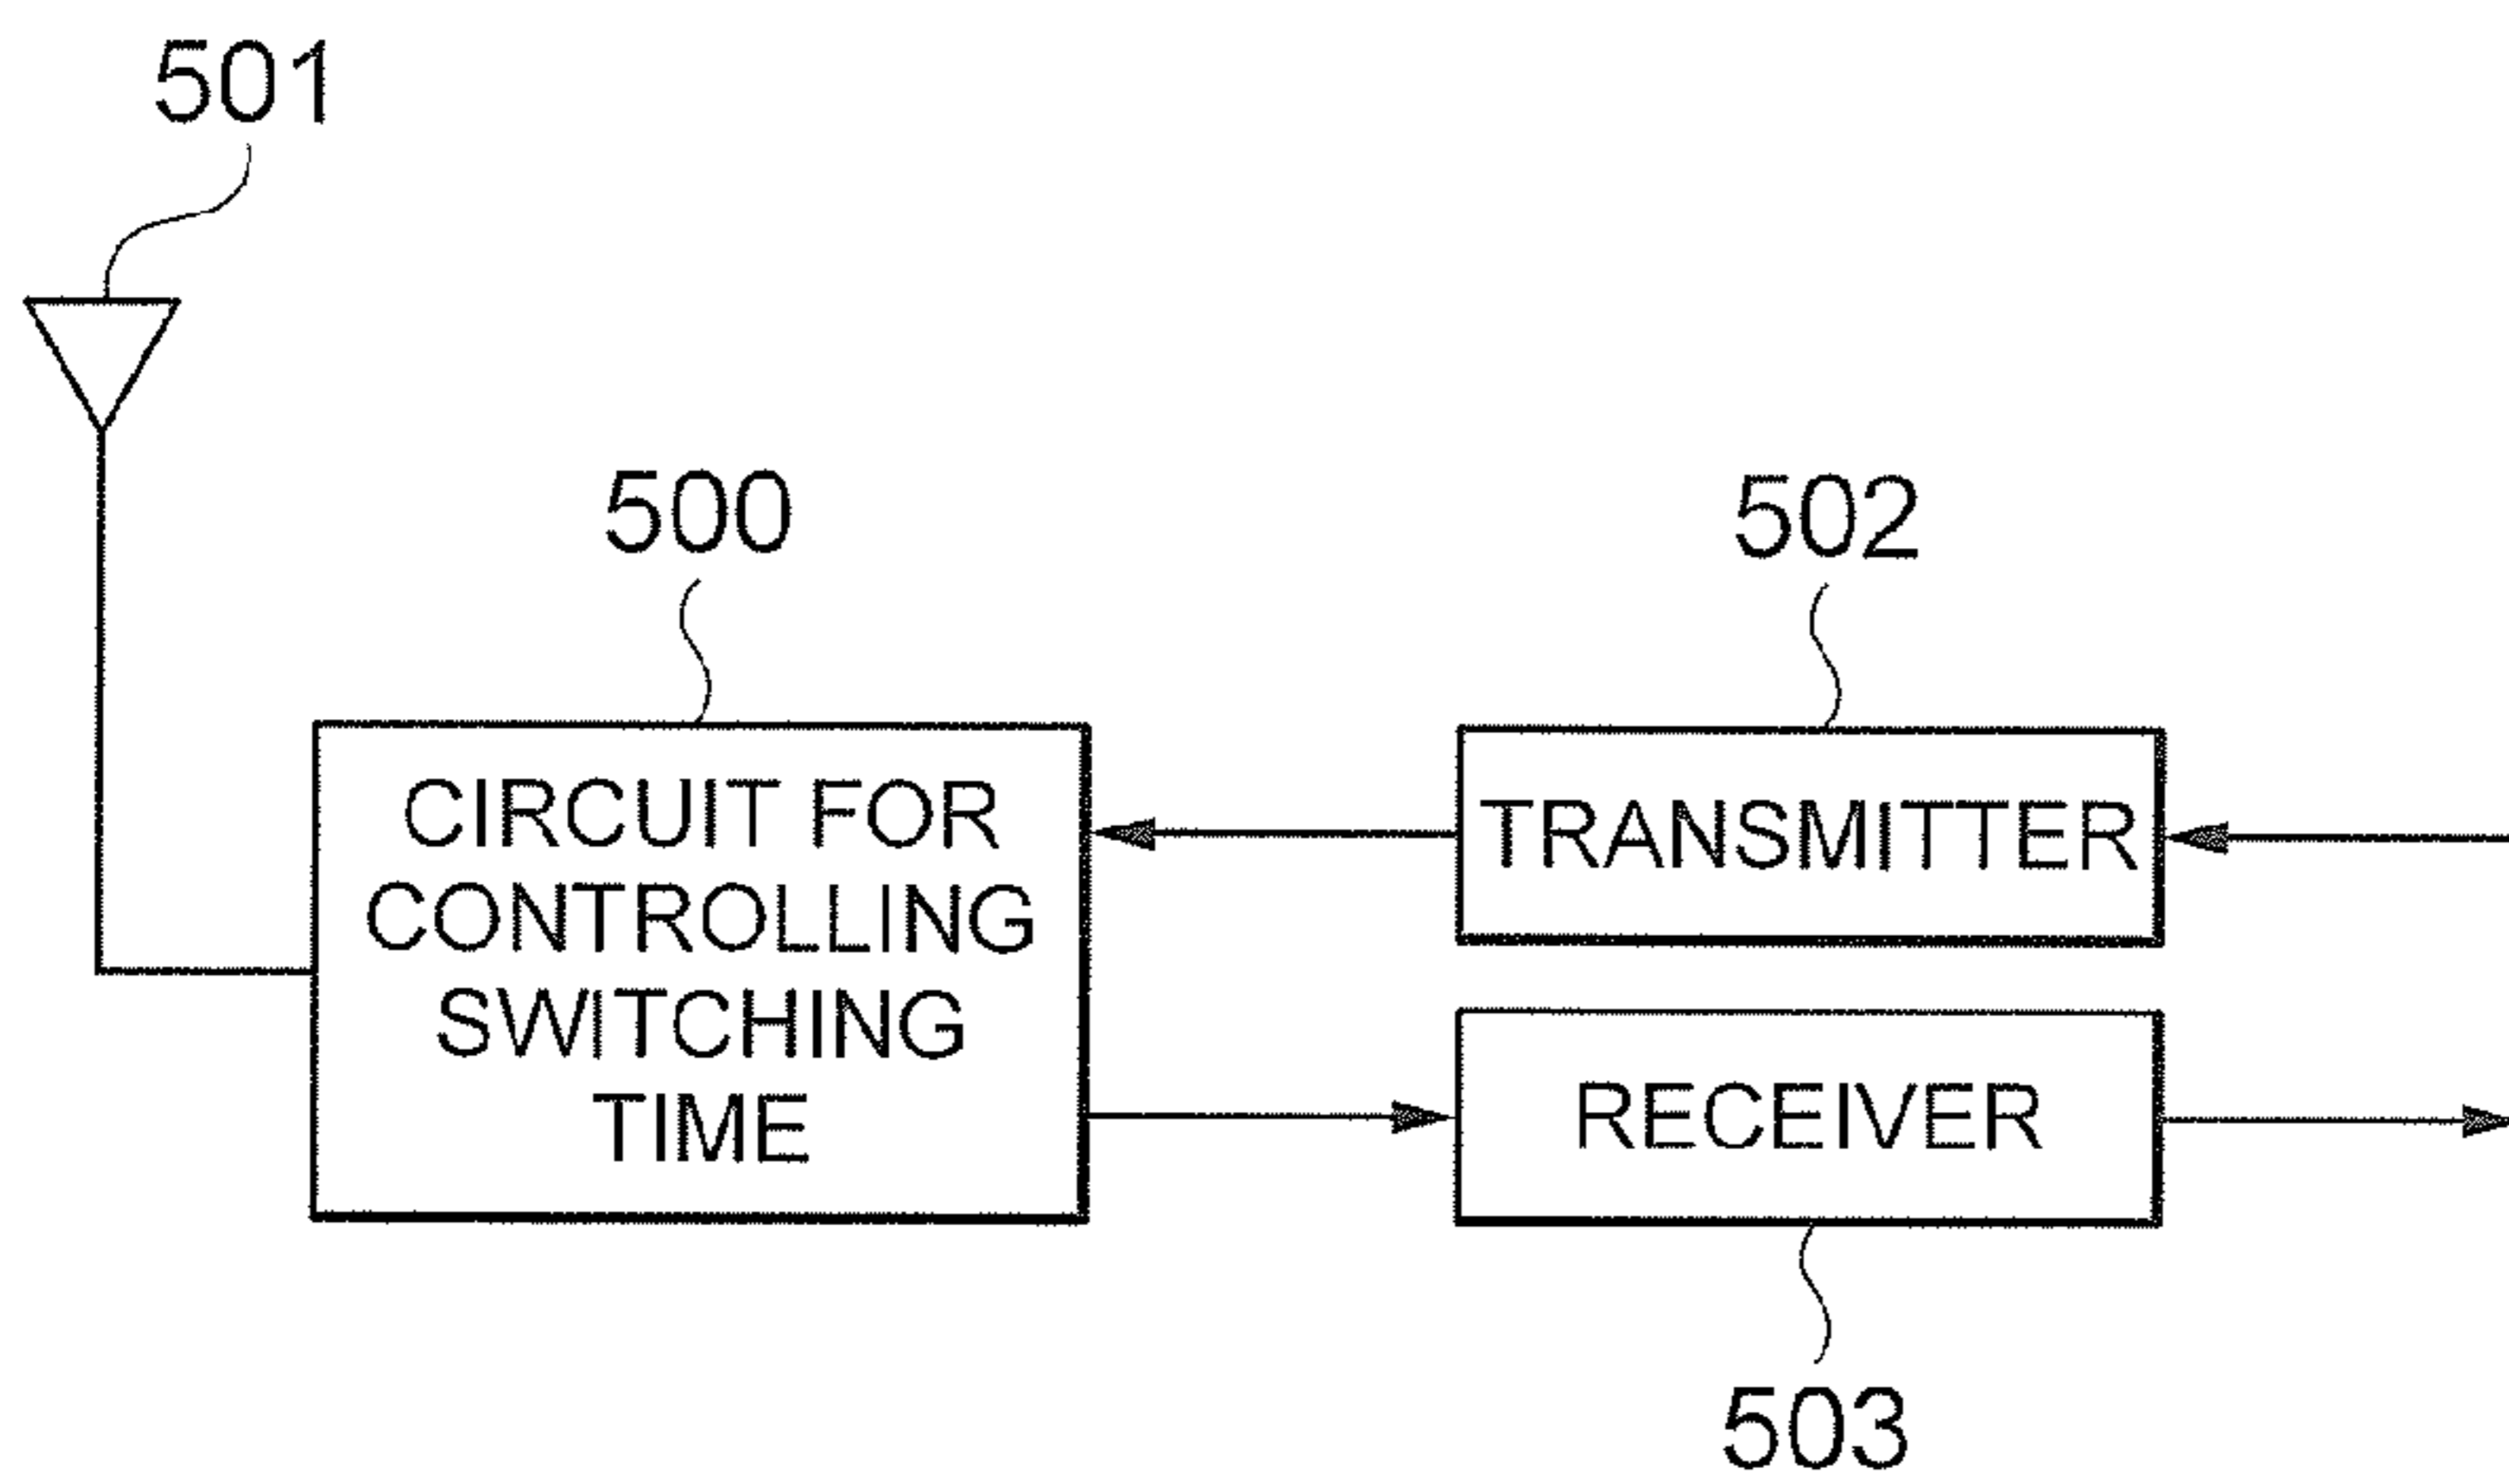 501
500
502
CIRCUIT FOR
CONTROLLING
SWITCHING
TIME
TRANSMITTER
RECEIVER
503